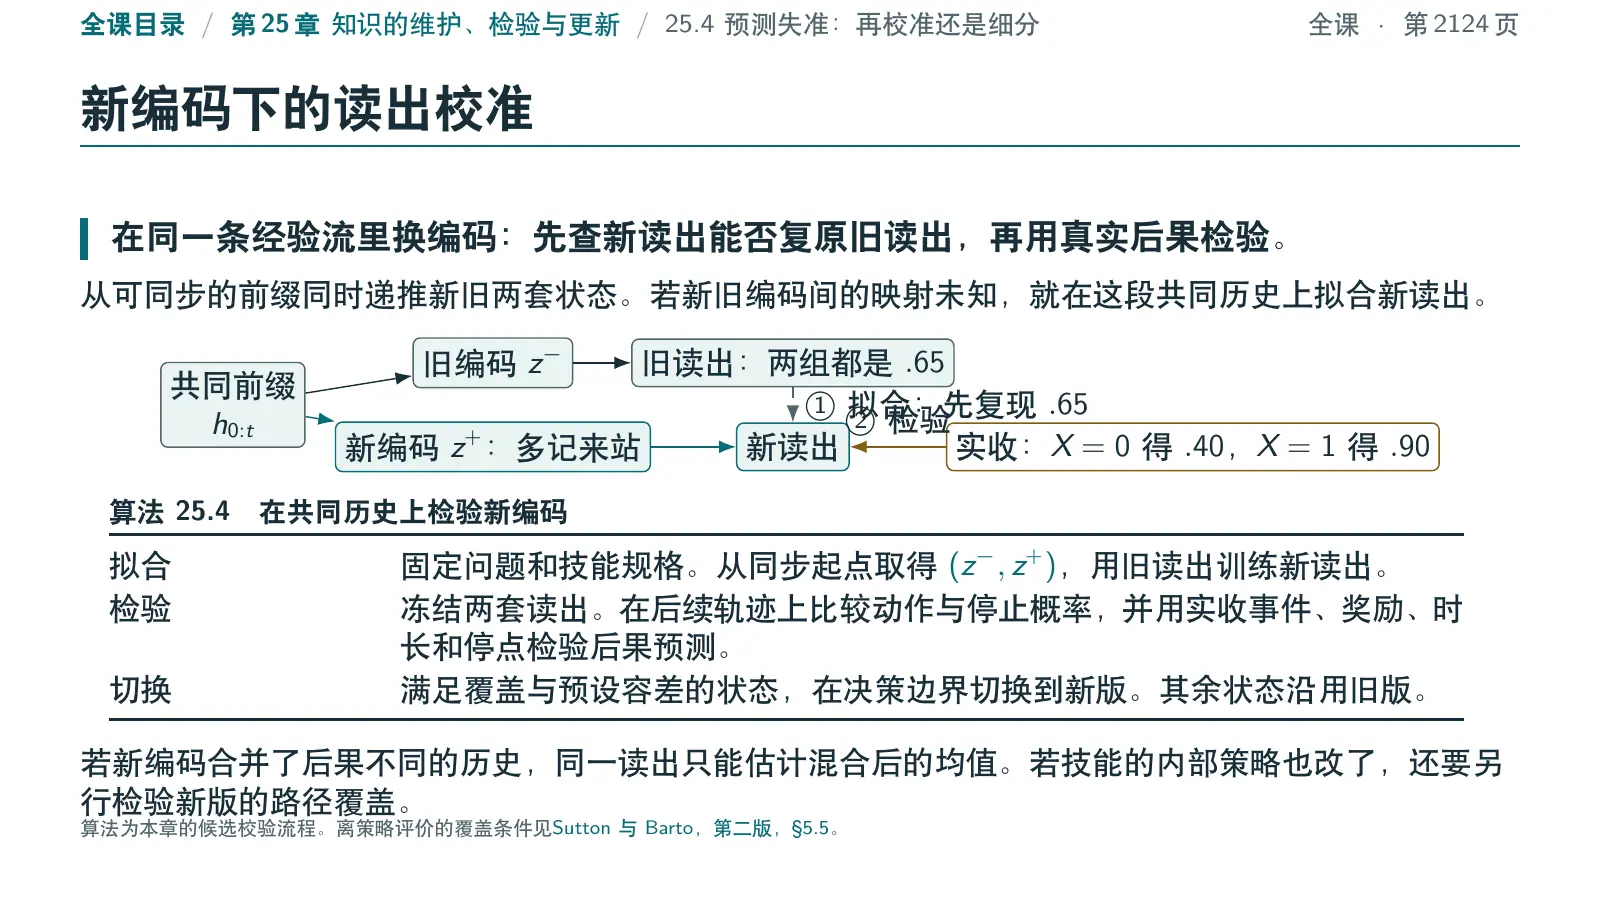 全课目录 / 第25章 知识的维护、检验与更新 / 25.4 预测失准：再校准还是细分 全课 · 第2124页
新编码下的读出校准
在同一条经验流里换编码：先查新读出能否复原旧读出，再用真实后果检验。
从可同步的前缀同时递推新旧两套状态。若新旧编码间的映射未知，就在这段共同历史上拟合新读出。
共同前缀
h₀:ₜ
旧编码 z⁻
旧读出：两组都是 .65
① 拟合：先复现 .65
② 检验
新编码 z⁺：多记来站
新读出
实收：X = 0 得 .40，X = 1 得 .90
算法 25.4 在共同历史上检验新编码
拟合 固定问题和技能规格。从同步起点取得 (z⁻, z⁺)，用旧读出训练新读出。
检验 冻结两套读出。在后续轨迹上比较动作与停止概率，并用实收事件、奖励、时
长和停点检验后果预测。
切换 满足覆盖与预设容差的状态，在决策边界切换到新版。其余状态沿用旧版。
若新编码合并了后果不同的历史，同一读出只能估计混合后的均值。若技能的内部策略也改了，还要另
行检验新版的路径覆盖。
算法为本章的候选校验流程。离策略评价的覆盖条件见Sutton 与 Barto，第二版，§5.5。